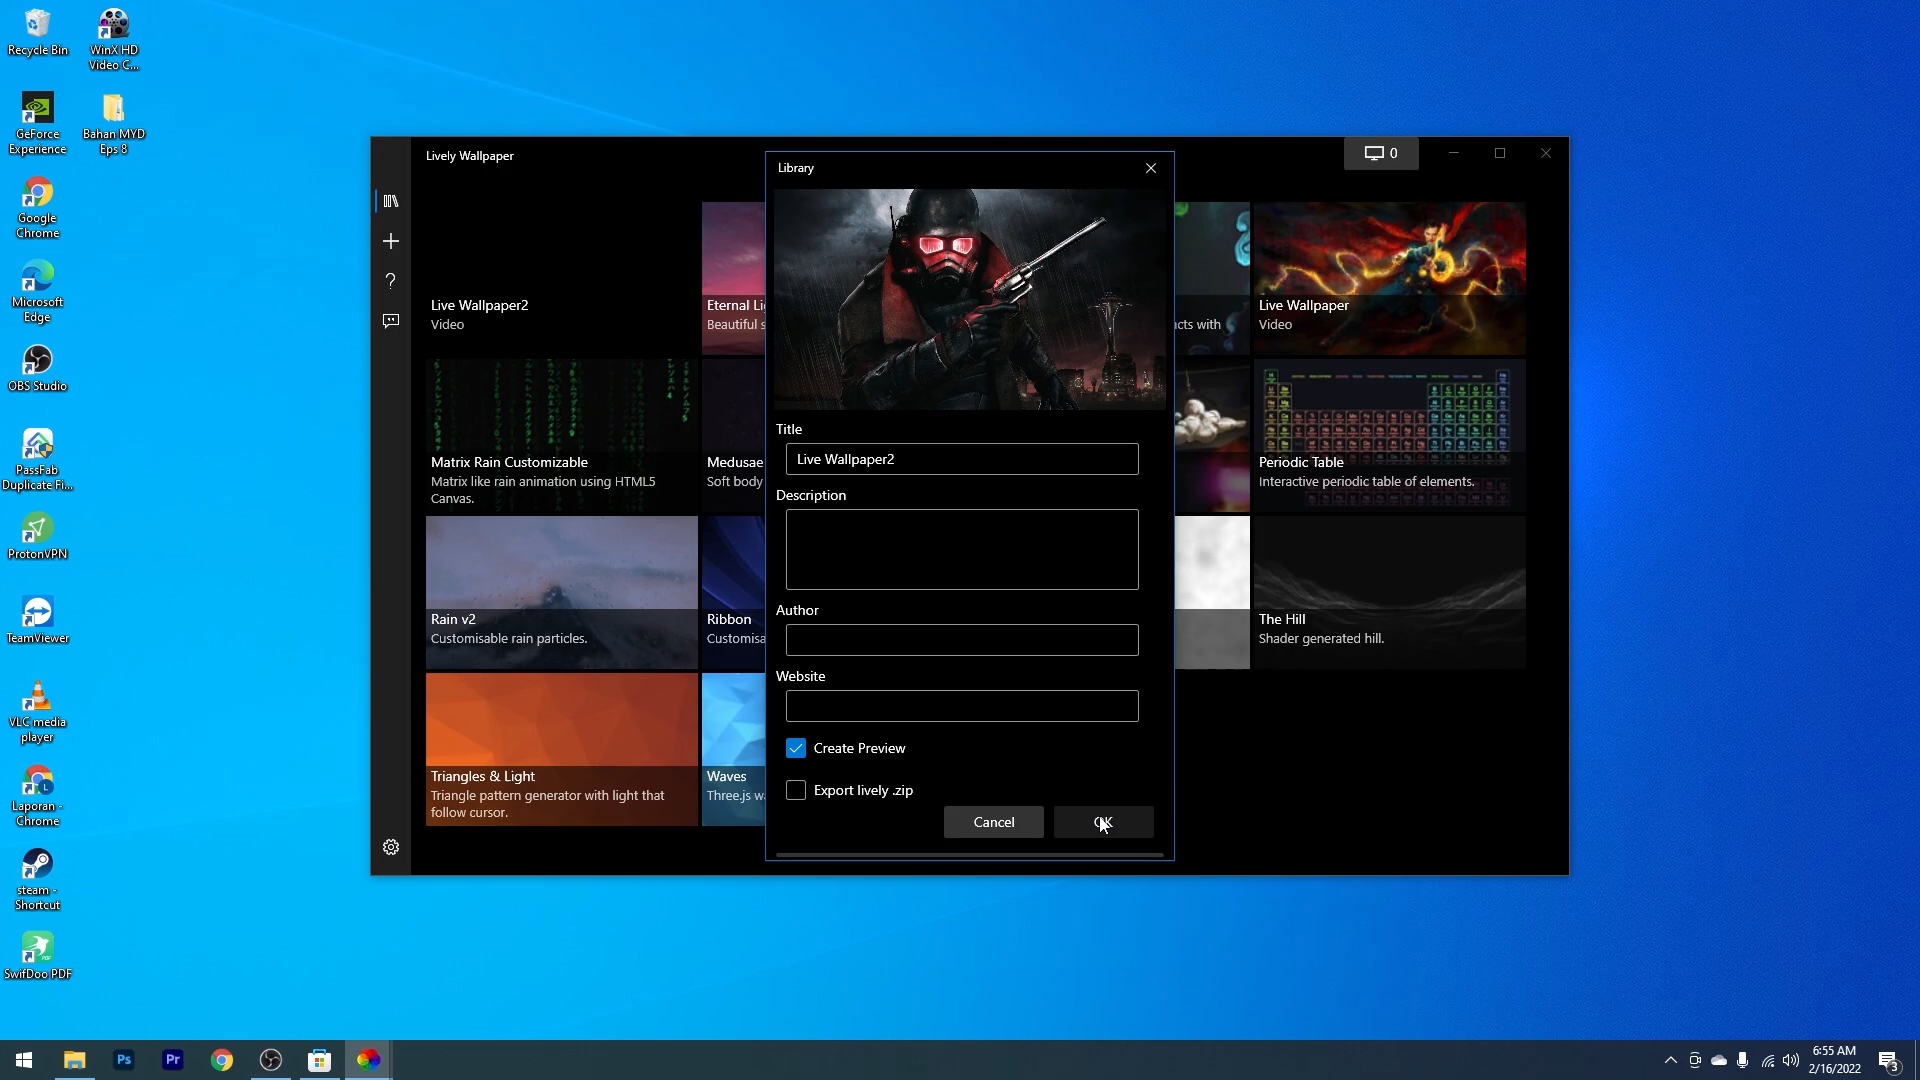 Recycle Bin
WinX HD
Video C...
GeForce
Experience
Bahan MYD
Eps 8
Google
Chrome
Microsoft
Edge
OBS Studio
PassFab
Duplicate Fi...
ProtonVPN
TeamViewer
VLC media
player
Laporan -
Chrome
steam -
Shortcut
SwifDoo PDF
Lively Wallpaper
0
Live Wallpaper2
Video
Eternal Li
Beautiful s
acts with
Live Wallpaper
Video
Matrix Rain Customizable
Matrix like rain animation using HTML5
Canvas.
Medusae
Soft body
Periodic Table
Interactive periodic table of elements.
Rain v2
Customisable rain particles.
Ribbon
Customisa
The Hill
Shader generated hill.
Triangles & Light
Triangle pattern generator with light that
follow cursor.
Waves
Three.js wa
Library
Title
Live Wallpaper2
Description
Author
Website
Create Preview
Export lively .zip
Cancel
OK
Ps
Pr
6:55 AM
2/16/2022
3